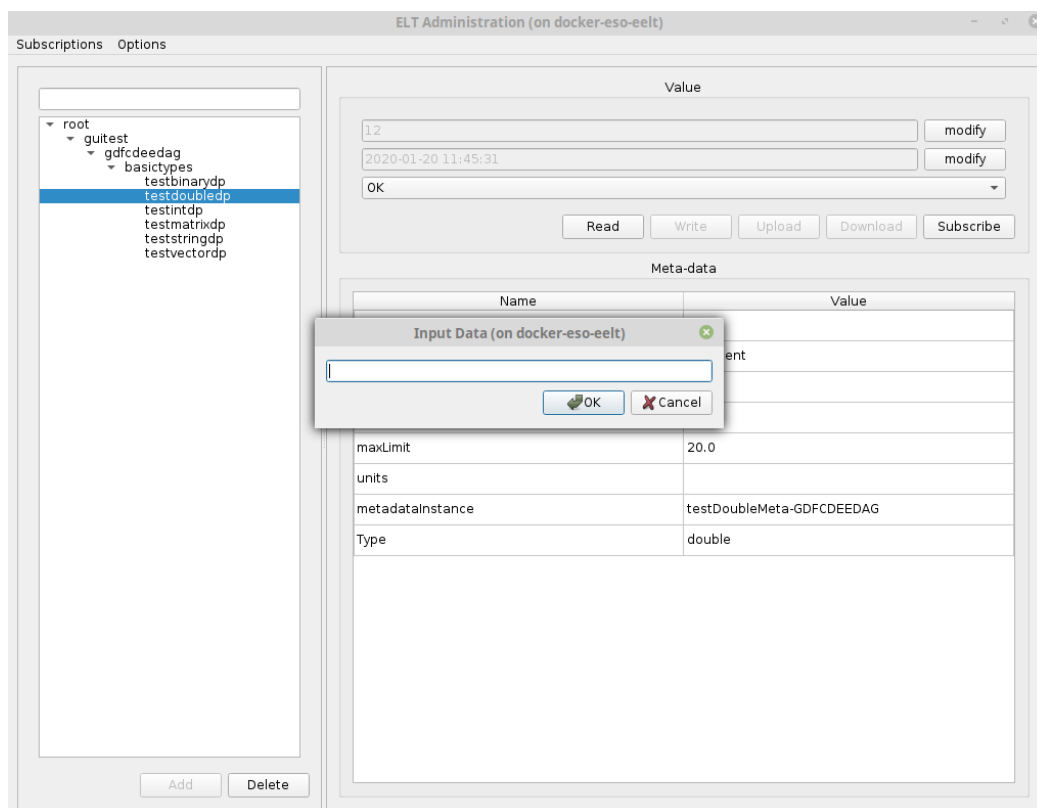 ELT Administration (on docker-eso-eelt)
Subscriptions Options
root
guitest
gdfcdeedag
basictypes
testbinarydp
testdoubledp
testintdp
testmatrixdp
teststringdp
testvectordp
Add Delete
Value
12 modify
2020-01-20 11:45:31 modify
OK
Read Write Upload Download Subscribe
Meta-data
Name Value
ent
Input Data (on docker-eso-eelt)
OK Cancel
maxLimit 20.0
units
metadataInstance testDoubleMeta-GDFCDEEDAG
Type double